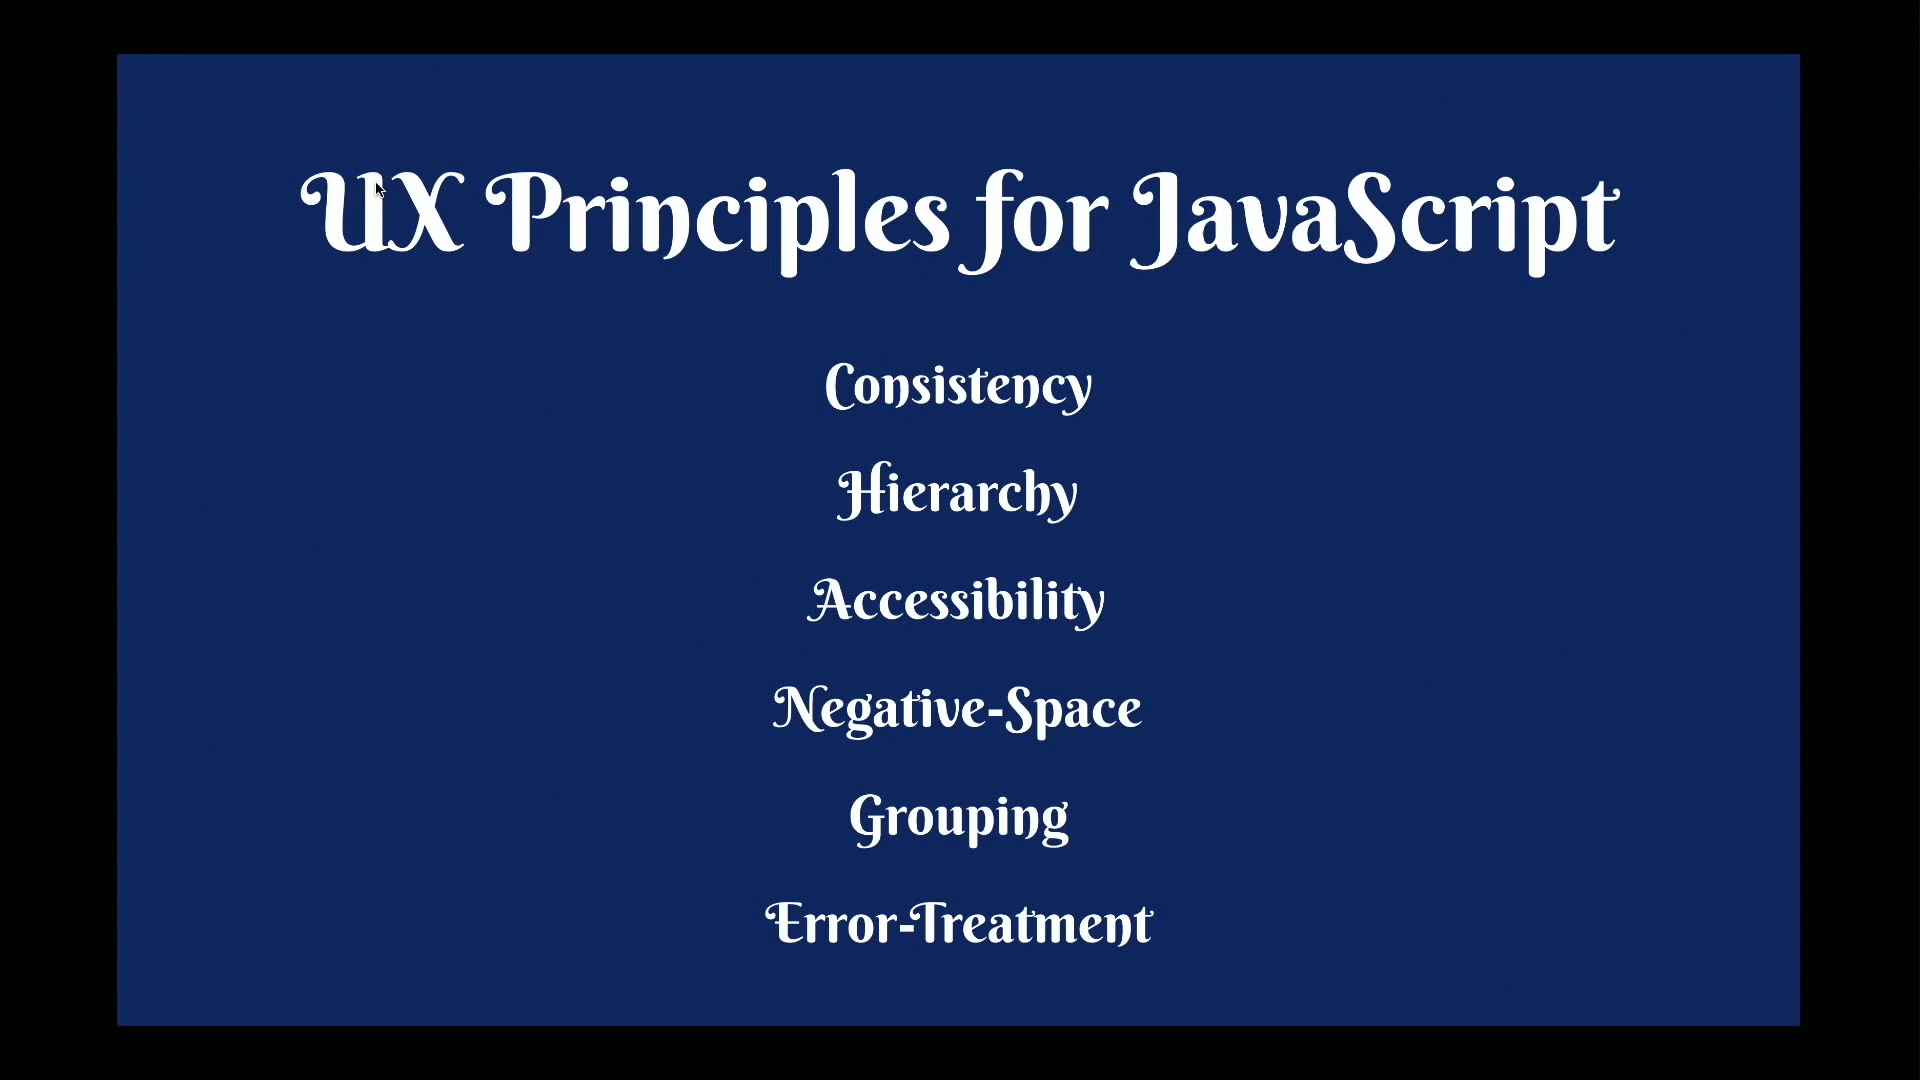 UX Principles for JavaScript
Consistency
Hierarchy
Accessibility
Negative-Space
Grouping
Error-Treatment